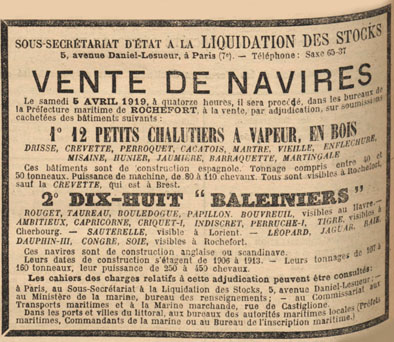 SOUS-SECRÉTARIAT D'ÉTAT A LA LIQUIDATION DES STOCKS
5, avenue Daniel-Lesueur, à Paris (7e). — Téléphone : Saxe 63-37
VENTE DE NAVIRES
Le samedi 5 AVRIL 1919, à quatorze heures, il sera procédé, dans les bureaux de
la Préfecture maritime de ROCHEFORT, à la vente, par adjudication, sur soumissions
cachetées des bâtiments suivants :
1° 12 PETITS CHALUTIERS A VAPEUR, EN BOIS
DRISSE, CREVETTE, PERROQUET, CACATOIS, MARTRE, VIEILLE, ENFLÉCHURE,
MISAINE, HUNIER, JAUMIÈRE, BARRAQUETTE, MARTINGALE
Ces bâtiments sont de construction espagnole. Tonnage compris entre 40 et
50 tonneaux. Puissance de machine, de 80 à 110 chevaux. Tous sont visibles à Rochefort,
sauf la CREVETTE, qui est à Brest.
2° DIX-HUIT "BALEINIERS"
ROUGET, TAUREAU, BOULEDOGUE, PAPILLON, BOUVREUIL, visibles au Havre. —
AMBITIEUX, CAPRICORNE, CRIQUET-I, INDISCRET, PERRUCHE-I, TIGRE, visibles à
Cherbourg. — SAUTERELLE, visible à Lorient. — LÉOPARD, JAGUAR, RAIE,
DAUPHIN-III, CONGRE, SOIE, visibles à Rochefort.
Ces navires sont de construction anglaise ou scandinave.
Leurs dates de construction s'étagent de 1906 à 1913. — Leurs tonnages de 107 à
160 tonneaux, leur puissance de 250 à 450 chevaux.
Les cahiers des charges relatifs à cette adjudication peuvent être consultés :
à Paris, au Sous-Secrétariat à la Liquidation des Stocks, 5, avenue Daniel-Lesueur ;
au Ministère de la marine, bureau des renseignements ; — au Commissariat aux
Transports maritimes et à la Marine marchande, rue de Castiglione.
Dans les ports et villes du littoral, aux bureaux des autorités maritimes locales (Préfets
maritimes, Commandants de la marine ou au Bureau de l'inscription maritime.)